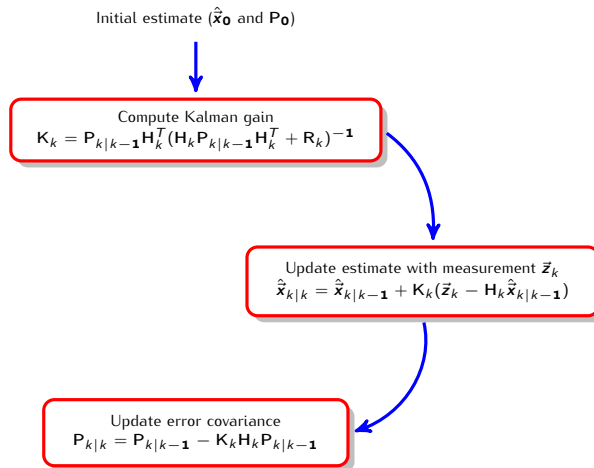 Initial estimate (x̂⃗₀ and P₀)
Compute Kalman gain
Kₖ = Pₖ|ₖ₋₁Hₖᵀ(HₖPₖ|ₖ₋₁Hₖᵀ + Rₖ)⁻¹
Update estimate with measurement z⃗ₖ
x̂⃗ₖ|ₖ = x̂⃗ₖ|ₖ₋₁ + Kₖ(z⃗ₖ − Hₖx̂⃗ₖ|ₖ₋₁)
Update error covariance
Pₖ|ₖ = Pₖ|ₖ₋₁ − KₖHₖPₖ|ₖ₋₁